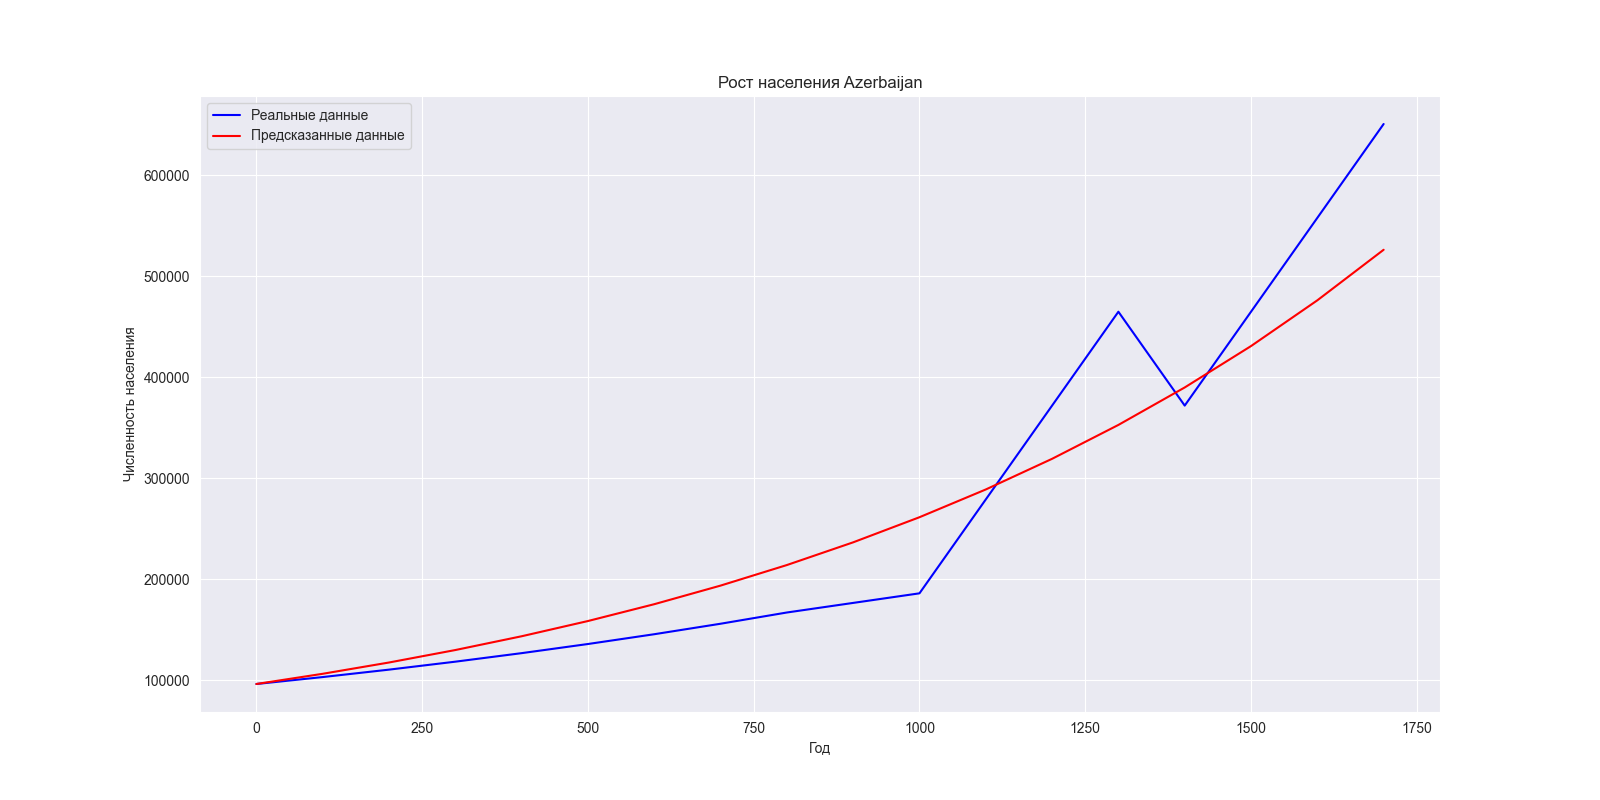 Рост населения Azerbaijan
Реальные данные
Предсказанные данные
600000
500000
400000
300000
200000
100000
Численность населения
0 250 500 750 1000 1250 1500 1750
Год